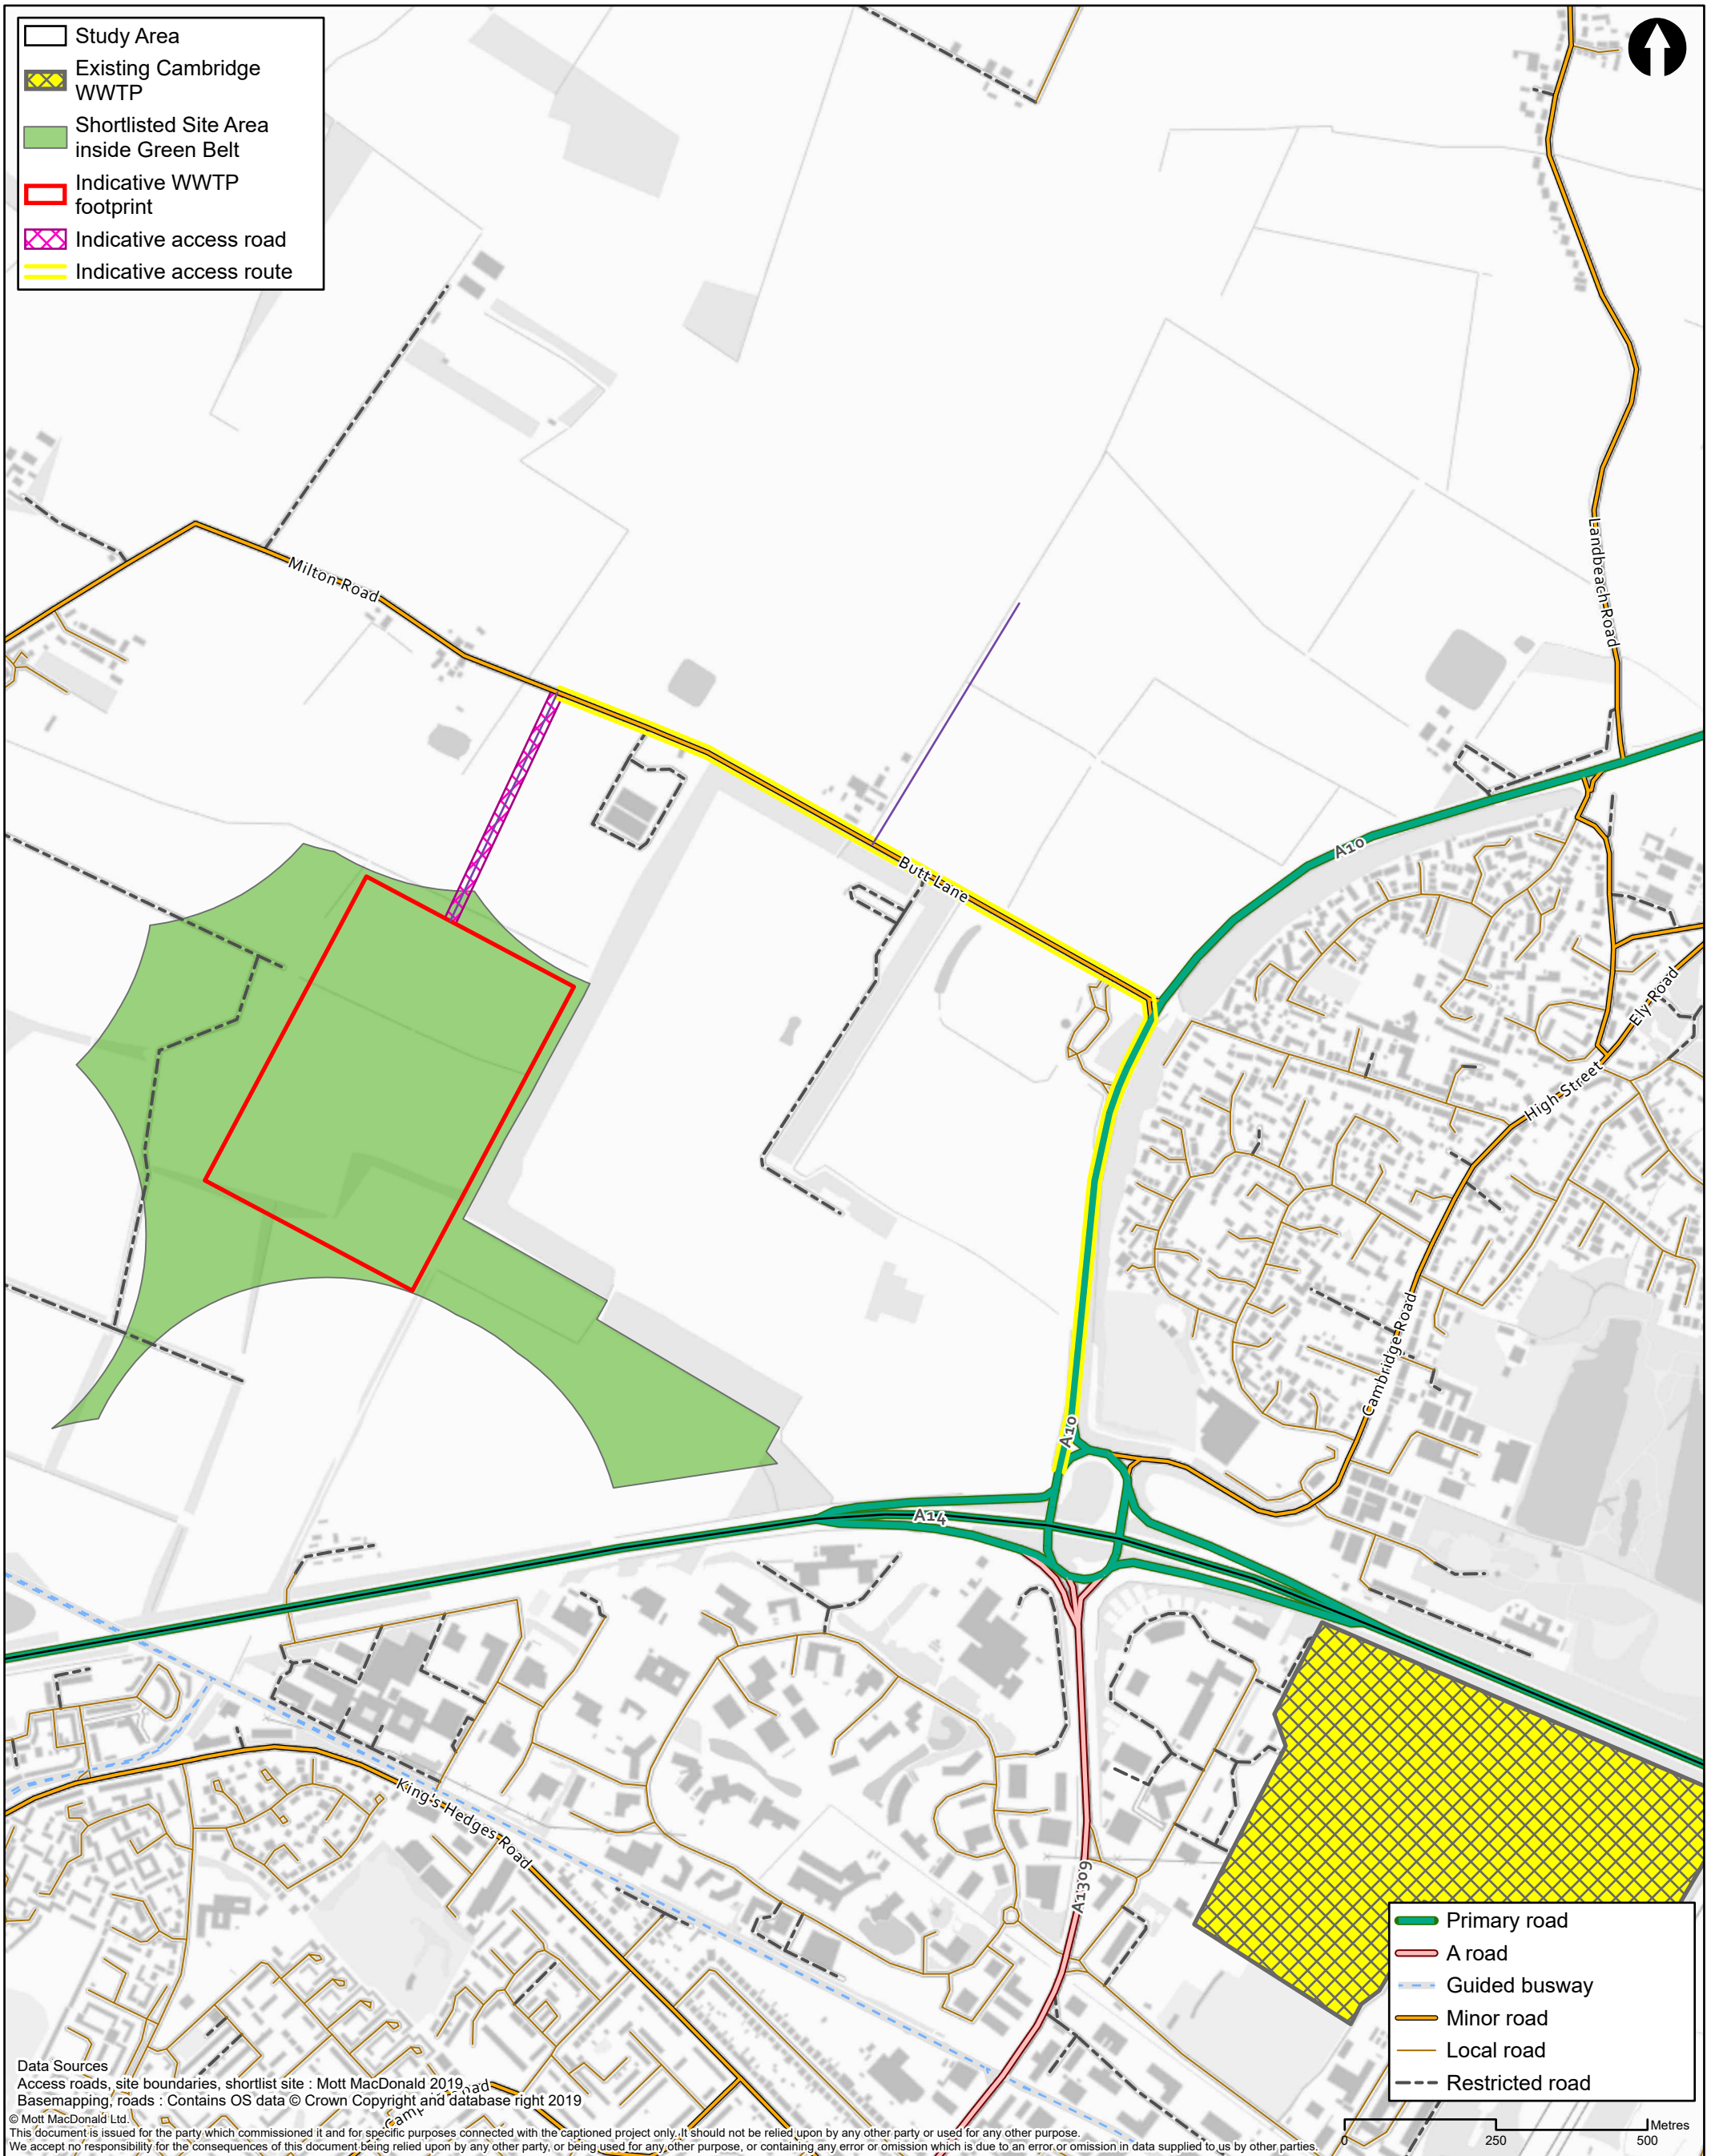 Study Area
Existing Cambridge
WWTP
Shortlisted Site Area
inside Green Belt
Indicative WWTP
footprint
Indicative access road
Indicative access route
Milton Road
Landbeach Road
A10
Butt Lane
Ely Road
High Street
Cambridge Road
A10
A14
King's Hedges Road
A1309
Primary road
A road
Guided busway
Minor road
Local road
Restricted road
Metres
0 250 500
Data Sources
Access roads, site boundaries, shortlist site : Mott MacDonald 2019
Basemapping, roads : Contains OS data © Crown Copyright and database right 2019
© Mott MacDonald Ltd.
This document is issued for the party which commissioned it and for specific purposes connected with the captioned project only. It should not be relied upon by any other party or used for any other purpose.
We accept no responsibility for the consequences of this document being relied upon by any other party, or being used for any other purpose, or containing any error or omission which is due to an error or omission in data supplied to us by other parties.